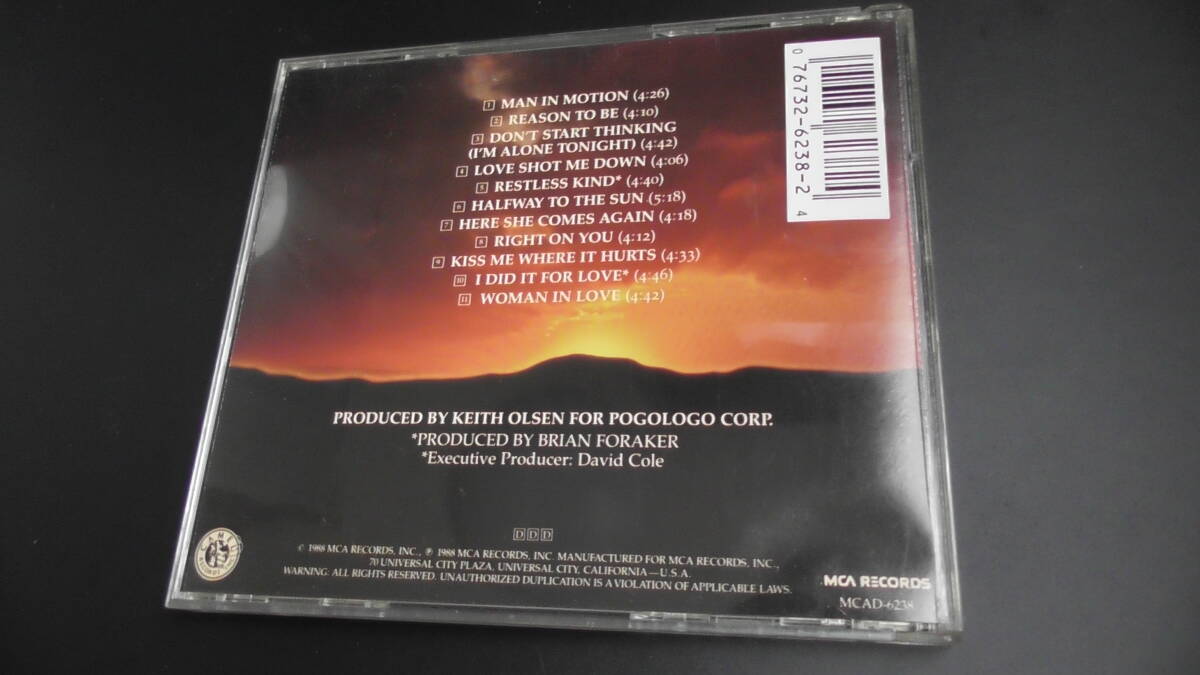 1 MAN IN MOTION (4:26)
2 REASON TO BE (4:10)
3 DON'T START THINKING
(I'M ALONE TONIGHT) (4:42)
4 LOVE SHOT ME DOWN (4:06)
5 RESTLESS KIND* (4:40)
6 HALFWAY TO THE SUN (5:18)
7 HERE SHE COMES AGAIN (4:18)
8 RIGHT ON YOU (4:12)
9 KISS ME WHERE IT HURTS (4:33)
10 I DID IT FOR LOVE* (4:46)
11 WOMAN IN LOVE (4:42)
0 76732-6238-2 4
PRODUCED BY KEITH OLSEN FOR POGOLOGO CORP.
*PRODUCED BY BRIAN FORAKER
*Executive Producer: David Cole
DDD
© 1988 MCA RECORDS, INC., ℗ 1988 MCA RECORDS, INC. MANUFACTURED FOR MCA RECORDS, INC.,
70 UNIVERSAL CITY PLAZA, UNIVERSAL CITY, CALIFORNIA — U.S.A.
WARNING: ALL RIGHTS RESERVED. UNAUTHORIZED DUPLICATION IS A VIOLATION OF APPLICABLE LAWS.
CAMEL
RECORDS
MCA RECORDS
MCAD-6238